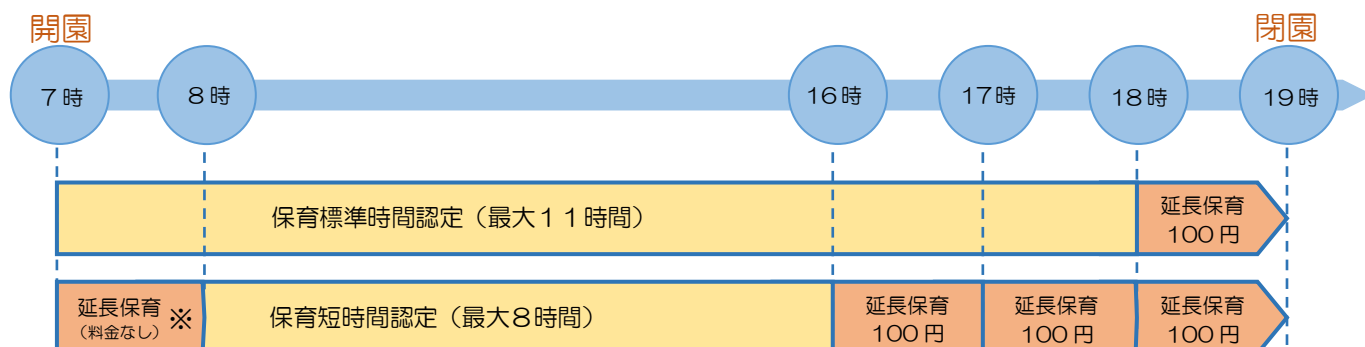 開園
閉園
7時
8時
16時
17時
18時
19時
保育標準時間認定（最大１１時間）
延長保育
100円
延長保育
（料金なし）
※
保育短時間認定（最大8時間）
延長保育
100円
延長保育
100円
延長保育
100円